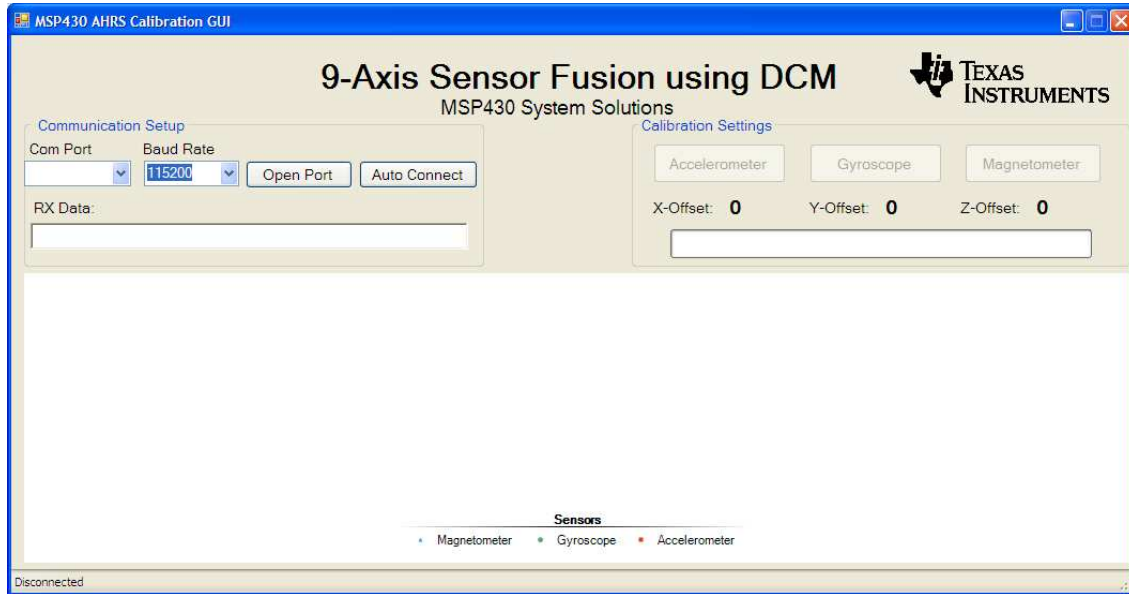 MSP430 AHRS Calibration GUI
9-Axis Sensor Fusion using DCM
MSP430 System Solutions
TEXAS
INSTRUMENTS
Communication Setup
Com Port Baud Rate
115200 Open Port Auto Connect
RX Data:
Calibration Settings
Accelerometer Gyroscope Magnetometer
X-Offset: 0 Y-Offset: 0 Z-Offset: 0
Sensors
Magnetometer Gyroscope Accelerometer
Disconnected